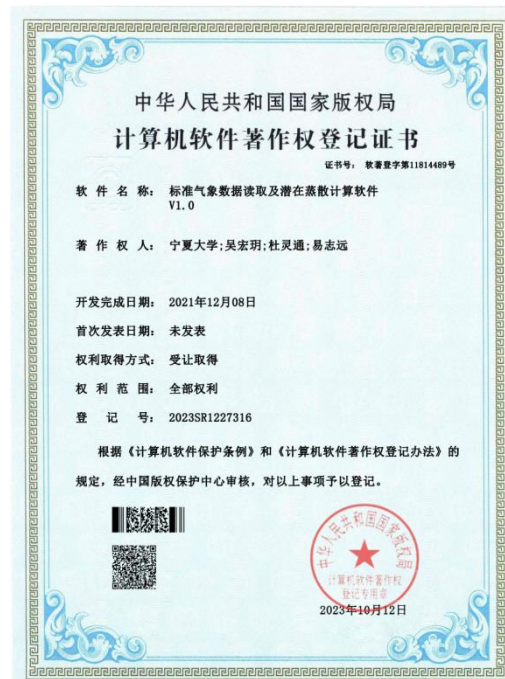 中华人民共和国国家版权局
计算机软件著作权登记证书
证书号： 软著登字第11814489号
软件名称： 标准气象数据读取及潜在蒸散计算软件
V1.0
著作权人： 宁夏大学;吴宏玥;杜灵通;易志远
开发完成日期： 2021年12月08日
首次发表日期： 未发表
权利取得方式： 受让取得
权利范围： 全部权利
登记号： 2023SR1227316
根据《计算机软件保护条例》和《计算机软件著作权登记办法》的
规定，经中国版权保护中心审核，对以上事项予以登记。
中华人民共和国国家版权局
计算机软件著作权
登记专用章
2023年10月12日